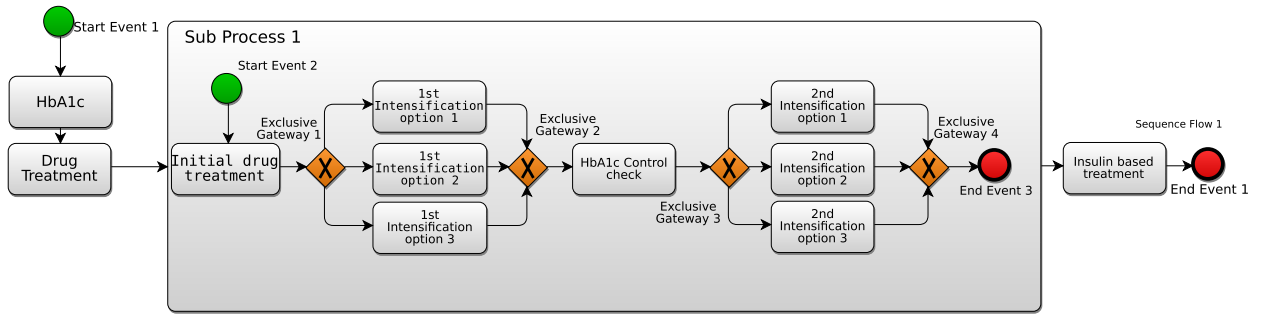 Start Event 1
HbA1c
Drug
Treatment
Sub Process 1
Start Event 2
Initial drug
treatment
Exclusive
Gateway 1
1st
Intensification
option 1
1st
Intensification
option 2
1st
Intensification
option 3
Exclusive
Gateway 2
HbA1c Control
check
Exclusive
Gateway 3
2nd
Intensification
option 1
2nd
Intensification
option 2
2nd
Intensification
option 3
Exclusive
Gateway 4
End Event 3
Insulin based
treatment
Sequence Flow 1
End Event 1